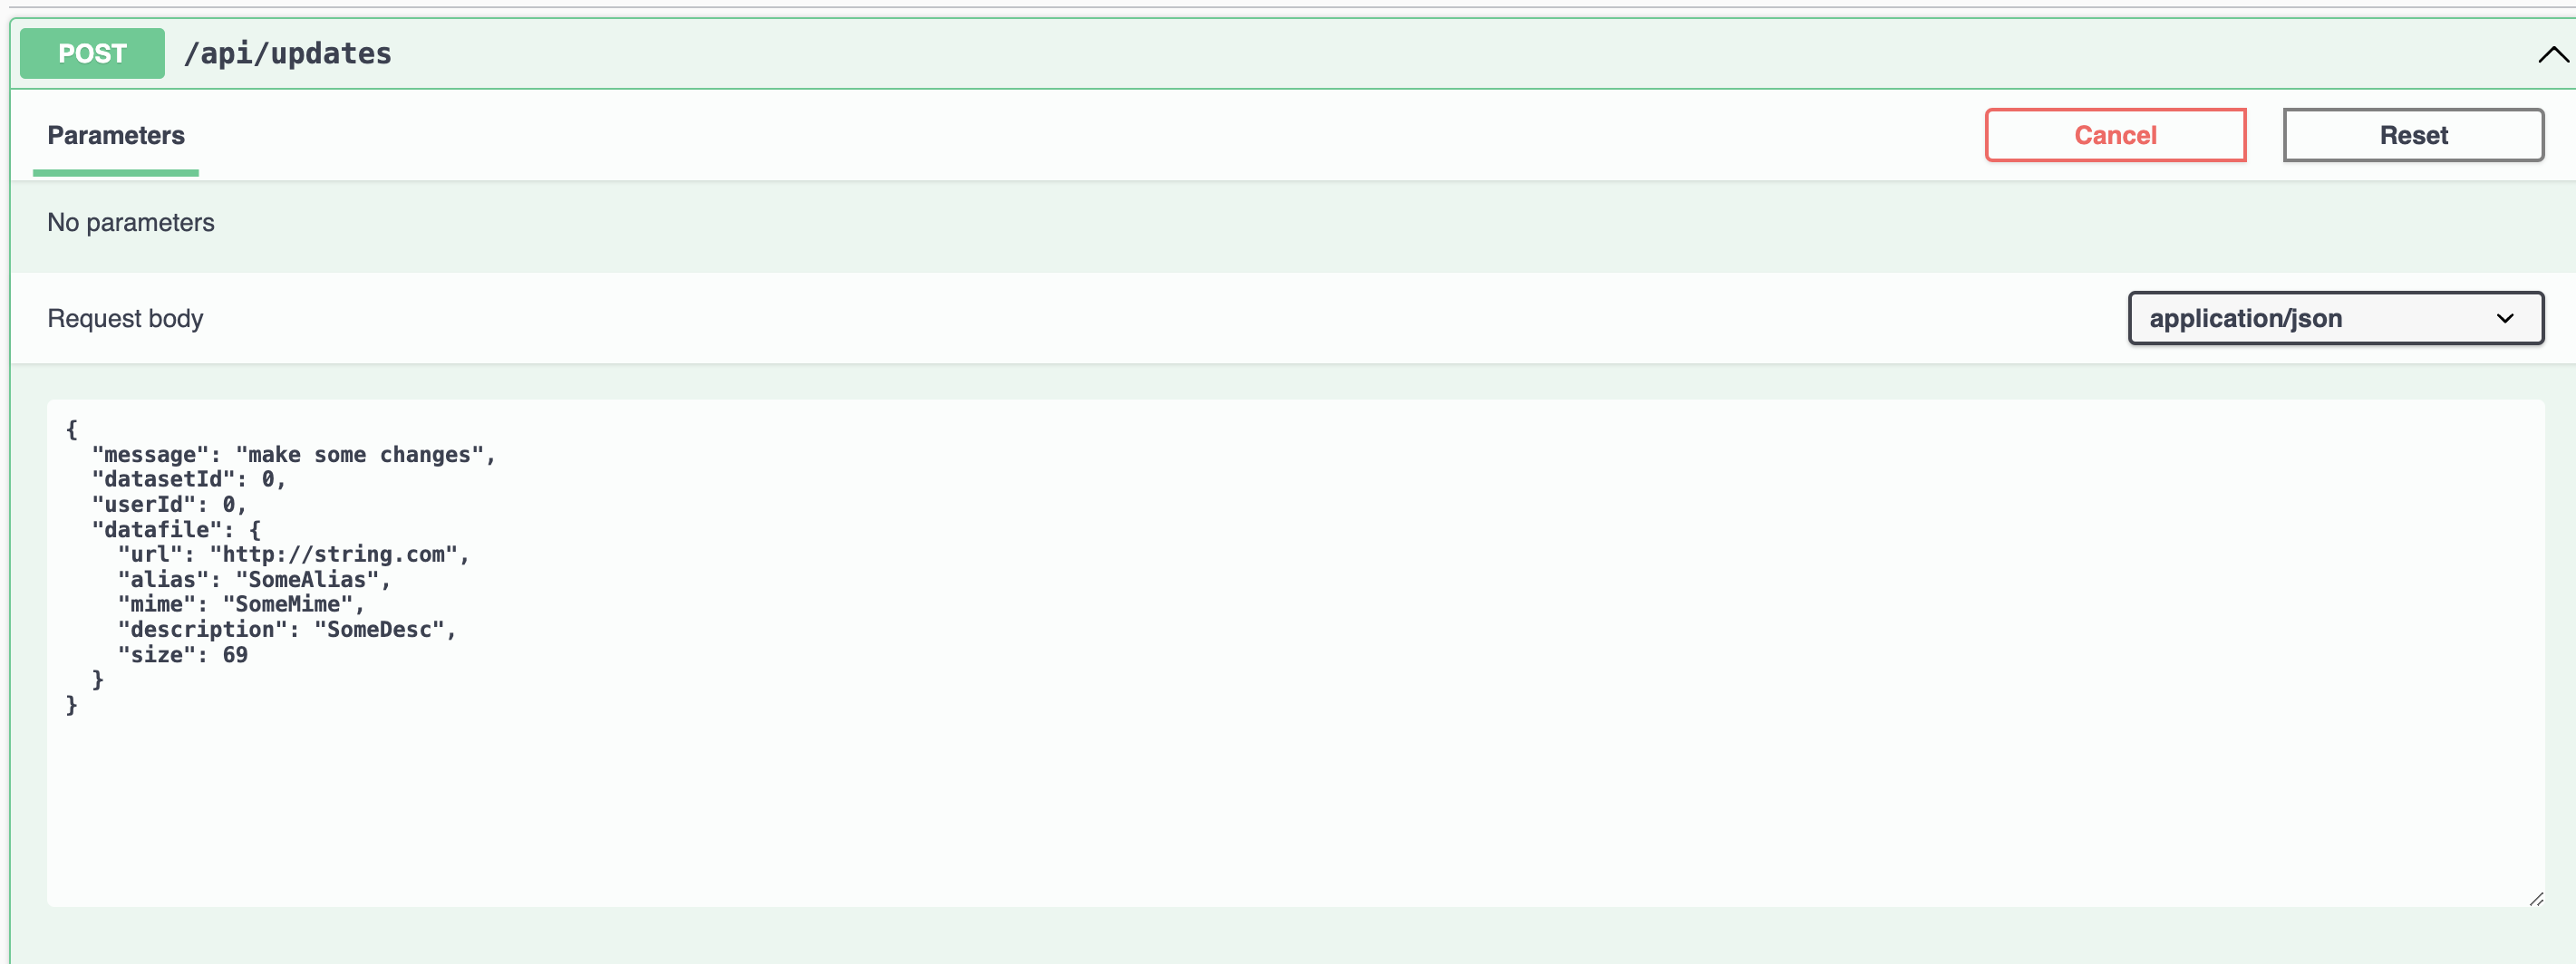 POST /api/updates
Parameters
Cancel
Reset
No parameters
Request body
application/json
{
  "message": "make some changes",
  "datasetId": 0,
  "userId": 0,
  "datafile": {
    "url": "http://string.com",
    "alias": "SomeAlias",
    "mime": "SomeMime",
    "description": "SomeDesc",
    "size": 69
  }
}